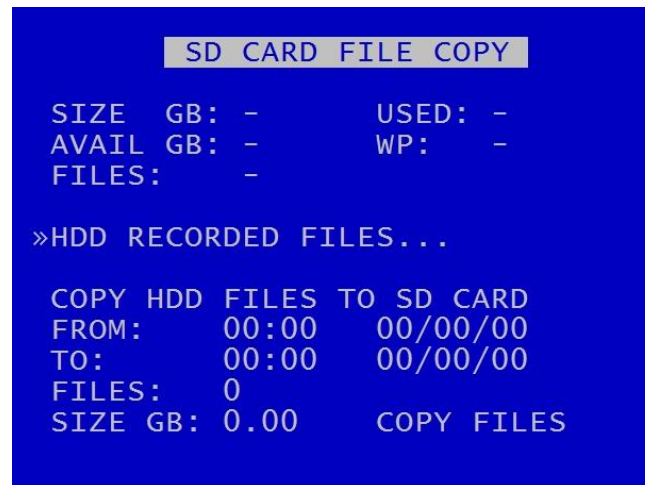 SD CARD FILE COPY
SIZE GB: - USED: -
AVAIL GB: - WP: -
FILES: -
»HDD RECORDED FILES...
COPY HDD FILES TO SD CARD
FROM: 00:00 00/00/00
TO: 00:00 00/00/00
FILES: 0
SIZE GB: 0.00 COPY FILES